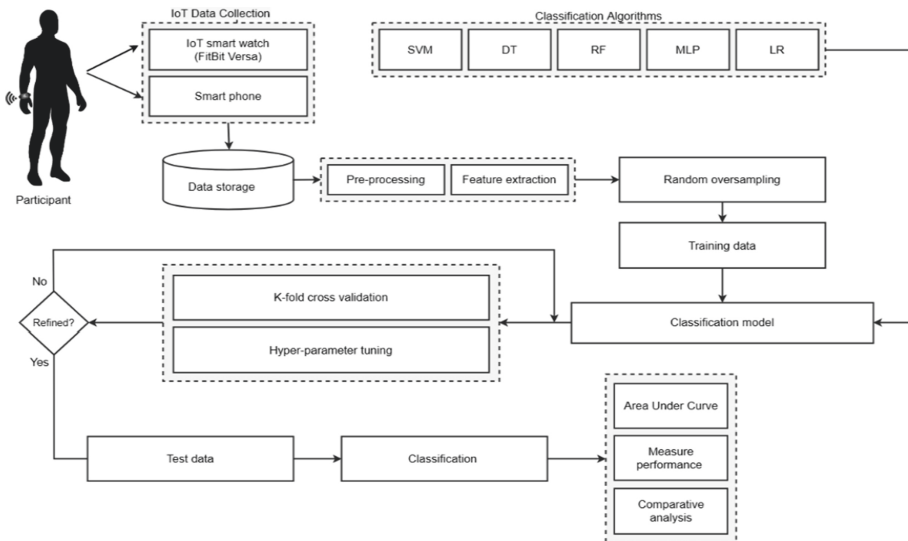 IoT Data Collection
IoT smart watch
(FitBit Versa)
Smart phone
Participant
Classification Algorithms
SVM
DT
RF
MLP
LR
Data storage
Pre-processing
Feature extraction
Random oversampling
Training data
Classification model
K-fold cross validation
Hyper-parameter tuning
No
Refined?
Yes
Test data
Classification
Area Under Curve
Measure
performance
Comparative
analysis